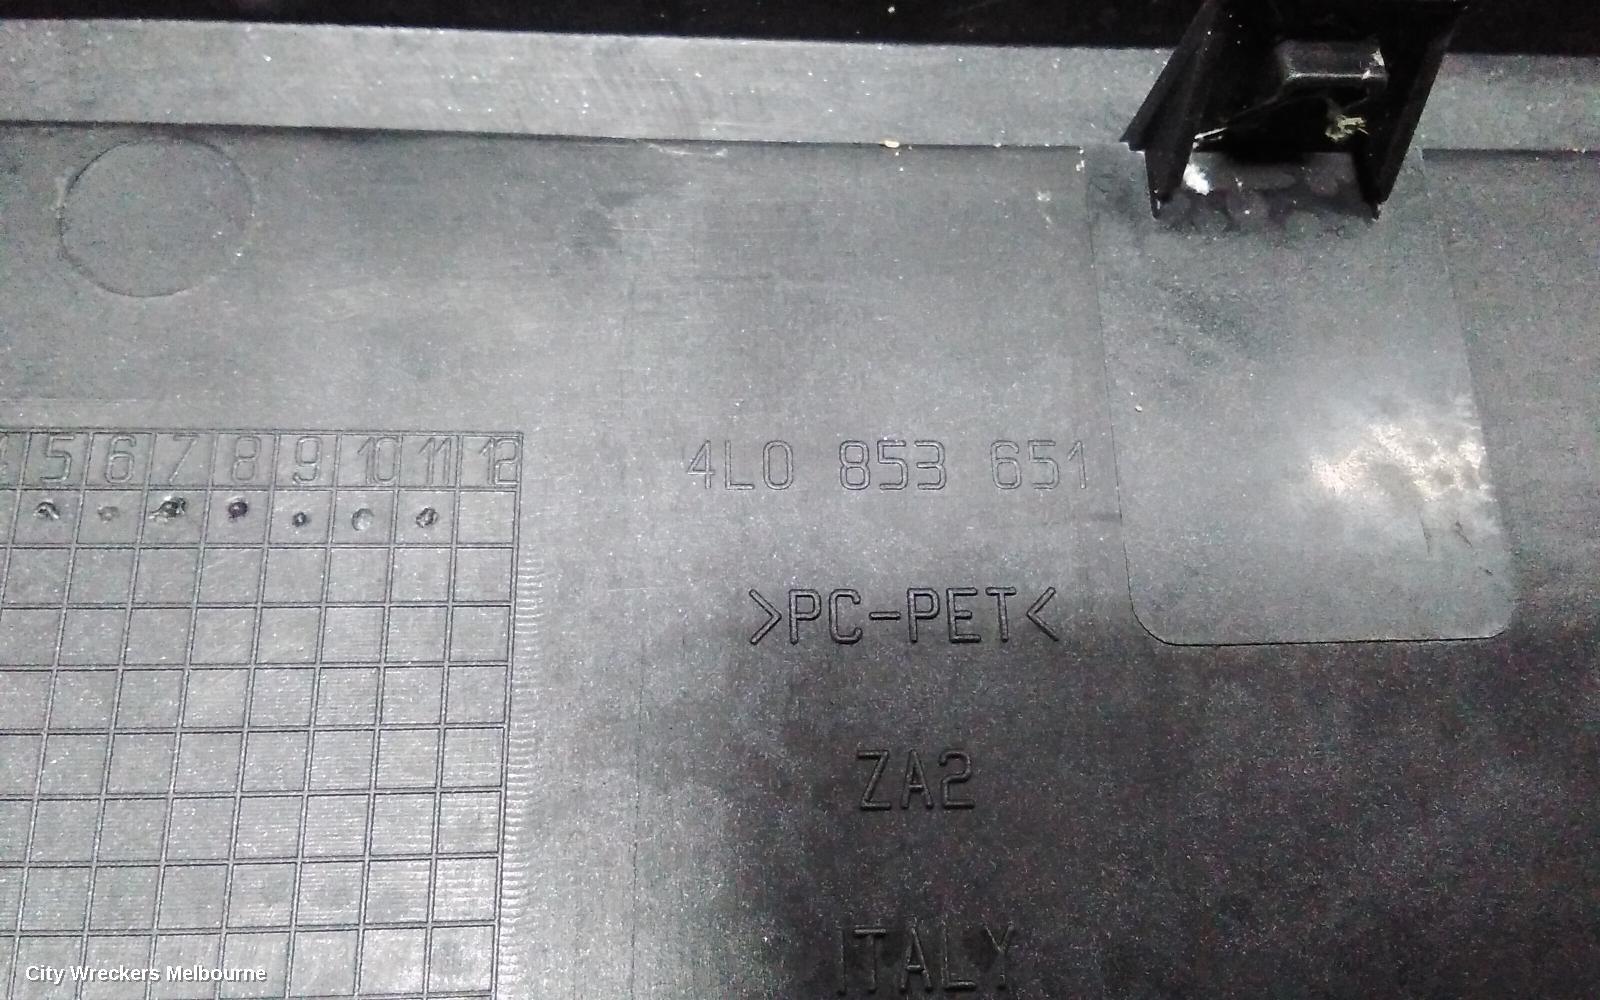 5 6 7 8 9 10 11 12
4L0 853 651
>PC-PET<
ZA2
ITALY
City Wreckers Melbourne